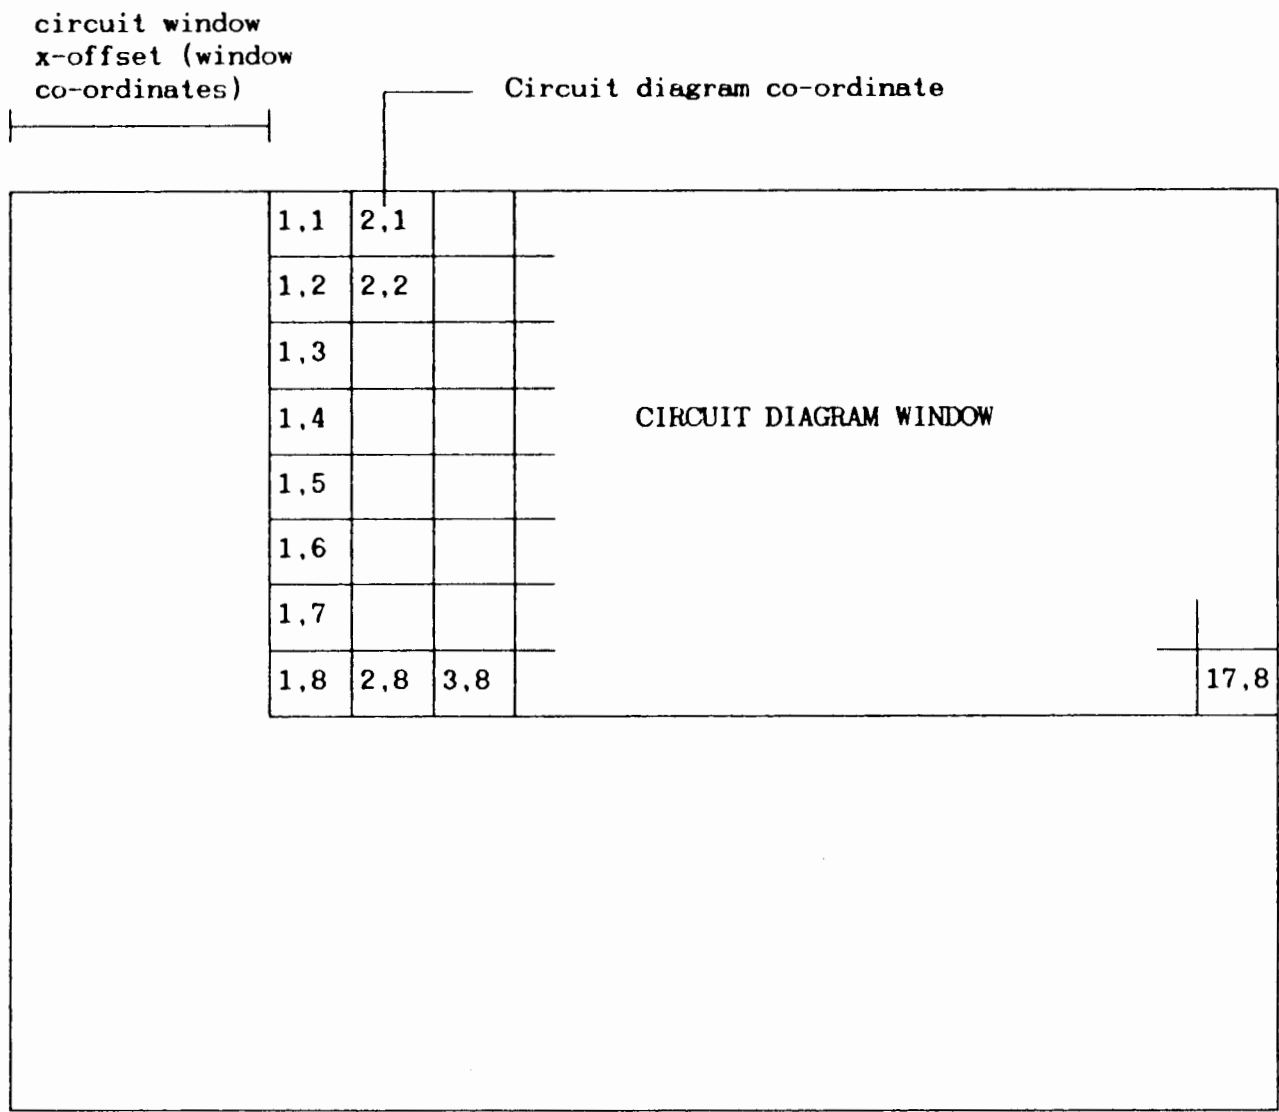 circuit window
x-offset (window
co-ordinates)
Circuit diagram co-ordinate
1,1 2,1
1,2 2,2
1,3
1,4
CIRCUIT DIAGRAM WINDOW
1,5
1,6
1,7
1,8 2,8 3,8 17,8